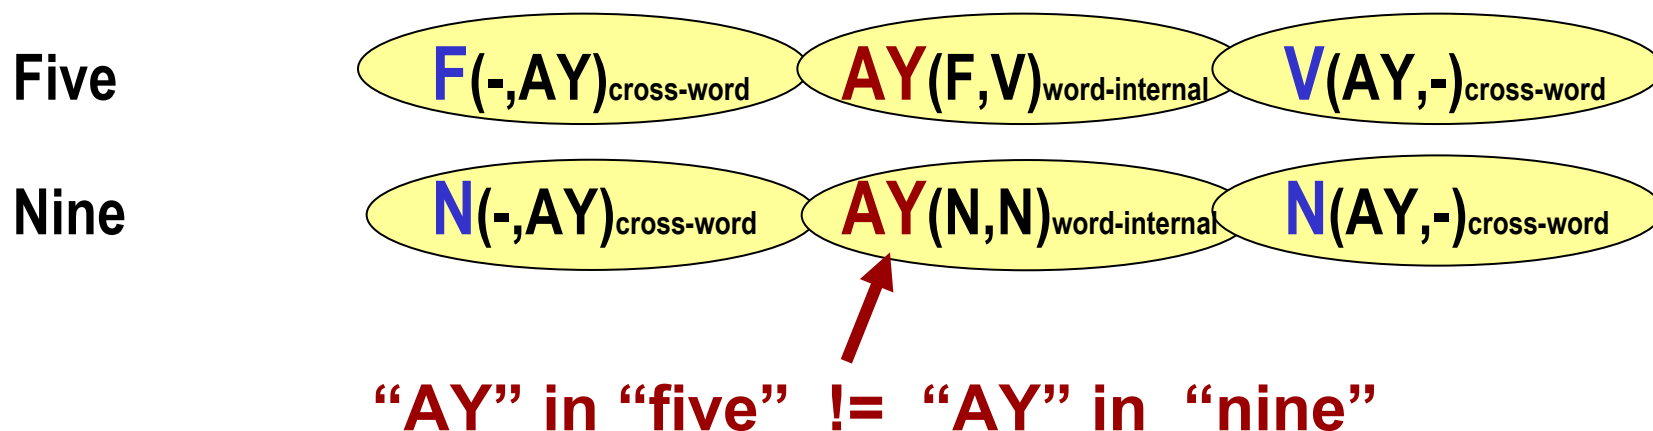 Five F(-,AY)cross-word AY(F,V)word-internal V(AY,-)cross-word
Nine N(-,AY)cross-word AY(N,N)word-internal N(AY,-)cross-word
“AY” in “five” != “AY” in “nine”